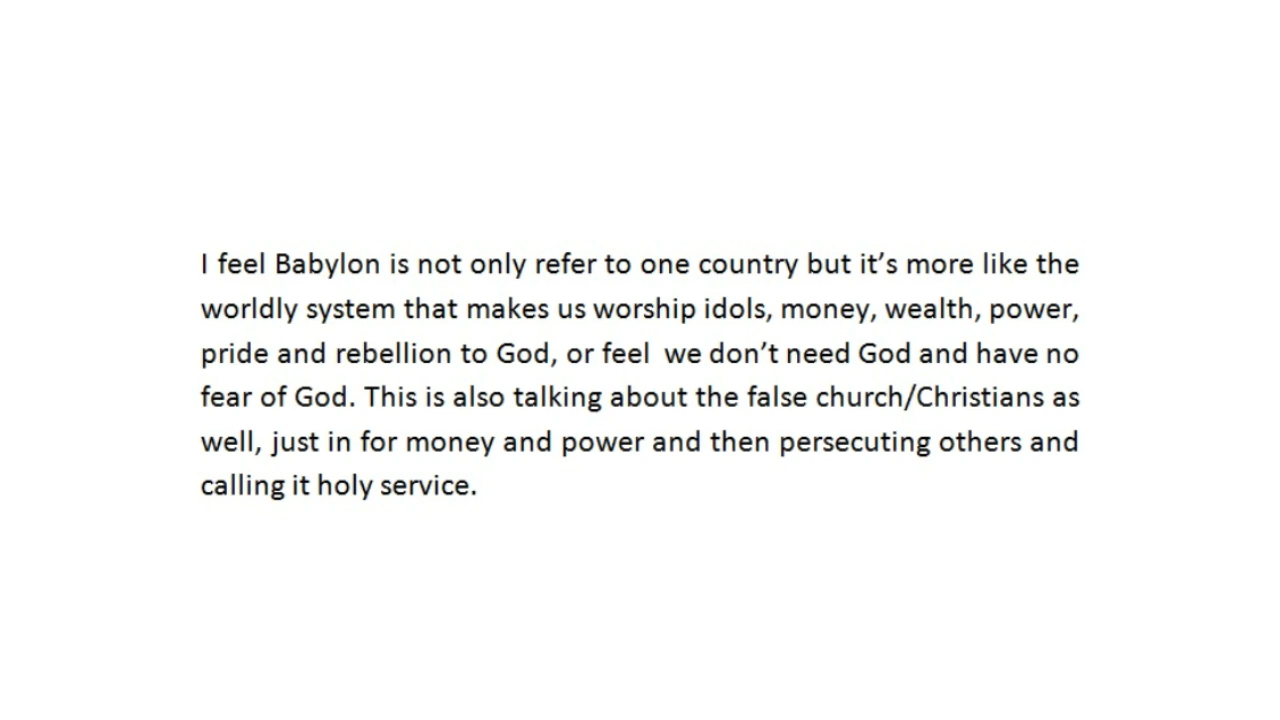 I feel Babylon is not only refer to one country but it’s more like the
worldly system that makes us worship idols, money, wealth, power,
pride and rebellion to God, or feel  we don’t need God and have no
fear of God. This is also talking about the false church/Christians as
well, just in for money and power and then persecuting others and
calling it holy service.